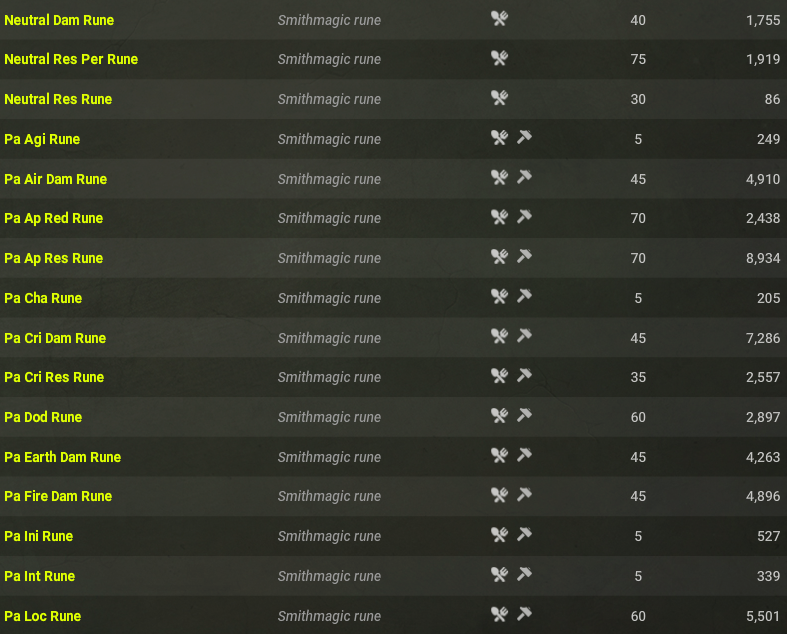 Neutral Dam Rune Smithmagic rune 40 1,755
Neutral Res Per Rune Smithmagic rune 75 1,919
Neutral Res Rune Smithmagic rune 30 86
Pa Agi Rune Smithmagic rune 5 249
Pa Air Dam Rune Smithmagic rune 45 4,910
Pa Ap Red Rune Smithmagic rune 70 2,438
Pa Ap Res Rune Smithmagic rune 70 8,934
Pa Cha Rune Smithmagic rune 5 205
Pa Cri Dam Rune Smithmagic rune 45 7,286
Pa Cri Res Rune Smithmagic rune 35 2,557
Pa Dod Rune Smithmagic rune 60 2,897
Pa Earth Dam Rune Smithmagic rune 45 4,263
Pa Fire Dam Rune Smithmagic rune 45 4,896
Pa Ini Rune Smithmagic rune 5 527
Pa Int Rune Smithmagic rune 5 339
Pa Loc Rune Smithmagic rune 60 5,501